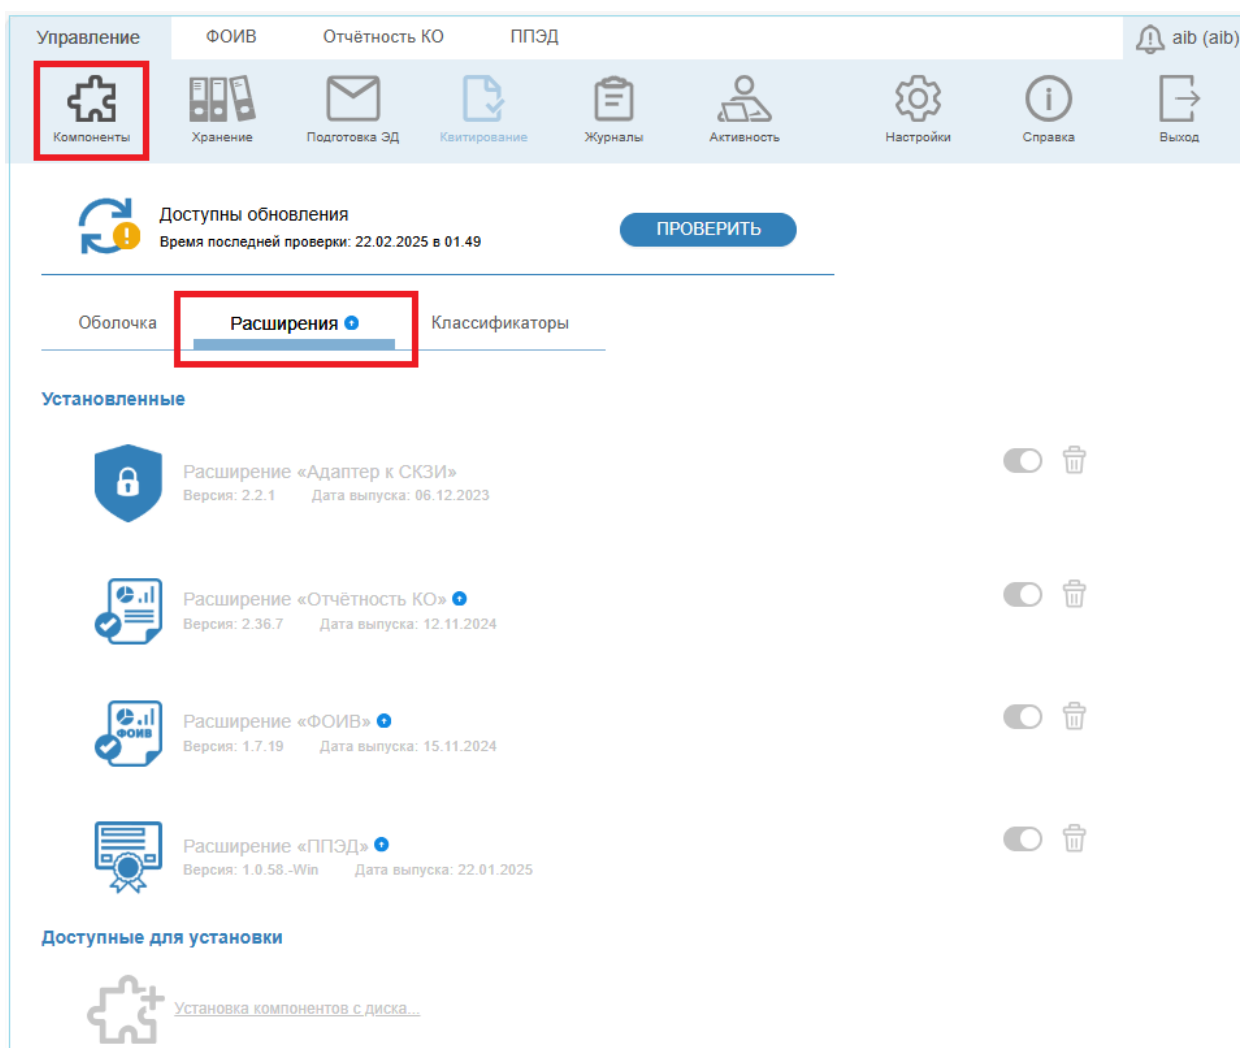 Управление ФОИВ Отчётность КО ППЭД aib (aib)
Компоненты Хранение Подготовка ЭД Квитирование Журналы Активность Настройки Справка Выход
Доступны обновления
Время последней проверки: 22.02.2025 в 01.49
ПРОВЕРИТЬ
Оболочка Расширения Классификаторы
Установленные
Расширение «Адаптер к СКЗИ»
Версия: 2.2.1 Дата выпуска: 06.12.2023
Расширение «Отчётность КО»
Версия: 2.36.7 Дата выпуска: 12.11.2024
ФОИВ
Расширение «ФОИВ»
Версия: 1.7.19 Дата выпуска: 15.11.2024
Расширение «ППЭД»
Версия: 1.0.58.-Win Дата выпуска: 22.01.2025
Доступные для установки
Установка компонентов с диска...